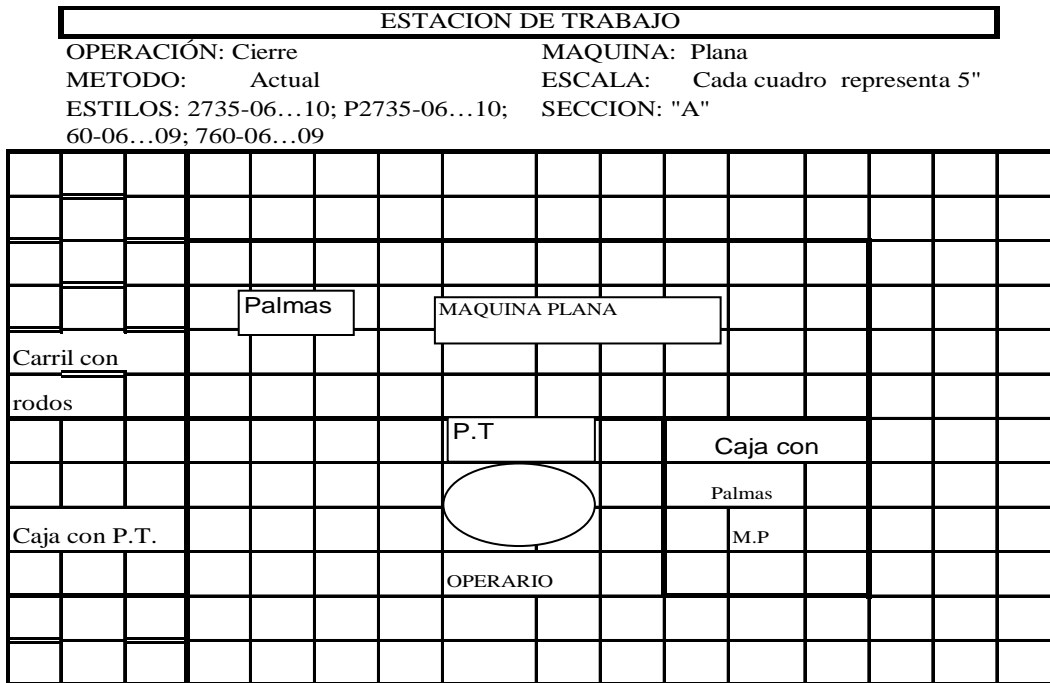 ESTACION DE TRABAJO
OPERACIÓN: Cierre MAQUINA: Plana
METODO: Actual ESCALA: Cada cuadro representa 5"
ESTILOS: 2735-06…10; P2735-06…10; SECCION: "A"
60-06…09; 760-06…09
Palmas MAQUINA PLANA
Carril con
rodos
P.T Caja con
Palmas
Caja con P.T. M.P
OPERARIO